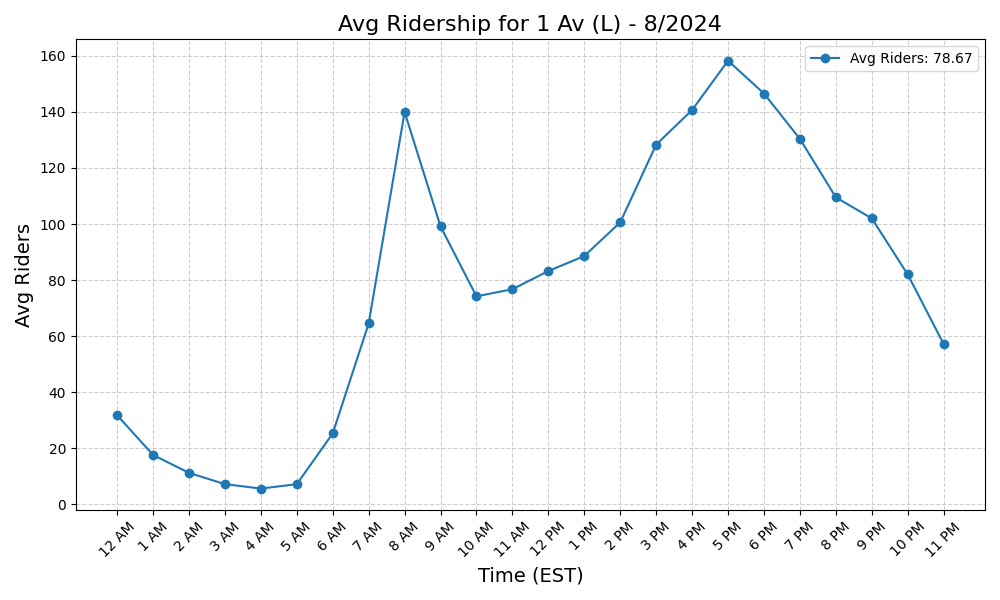 Avg Ridership for 1 Av (L) - 8/2024
Avg Riders: 78.67
Avg Riders
160
140
120
100
80
60
40
20
0
12 AM
1 AM
2 AM
3 AM
4 AM
5 AM
6 AM
7 AM
8 AM
9 AM
10 AM
11 AM
12 PM
1 PM
2 PM
3 PM
4 PM
5 PM
6 PM
7 PM
8 PM
9 PM
10 PM
11 PM
Time (EST)